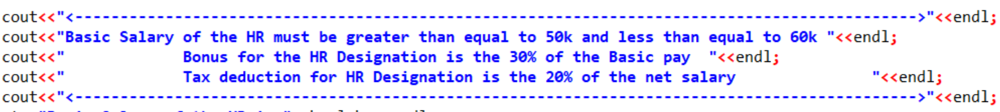 cout<<"<--------------------------------------------------------------------------------------------->"<<endl;
cout<<"Basic Salary of the HR must be greater than equal to 50k and less than equal to 60k "<<endl;
cout<<"             Bonus for the HR Designation is the 30% of the Basic pay  "<<endl;
cout<<"             Tax deduction for HR Designation is the 20% of the net salary               "<<endl;
cout<<"<--------------------------------------------------------------------------------------------->"<<endl;